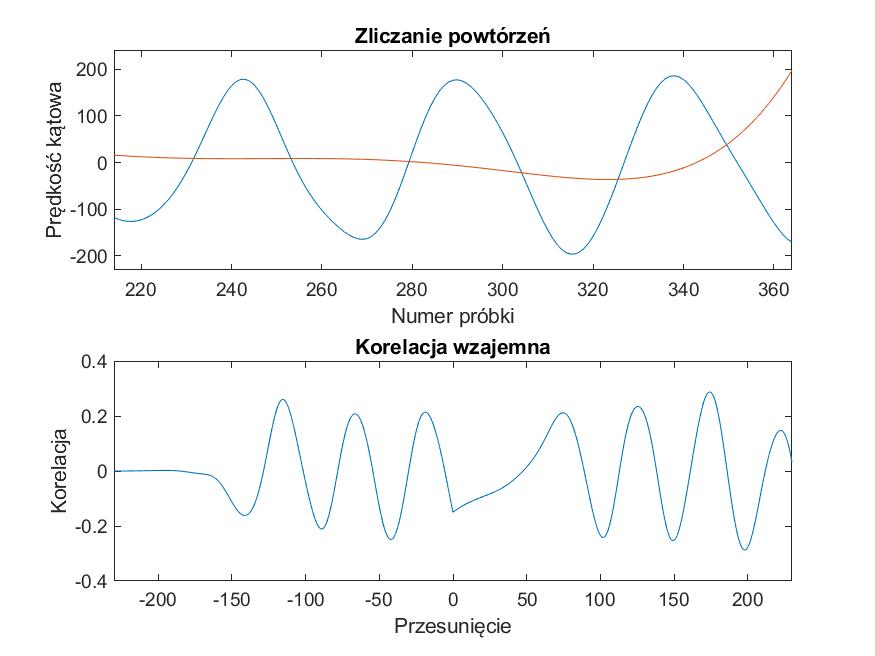 Zliczanie powtórzeń
Prędkość kątowa
200
100
0
-100
-200
220 240 260 280 300 320 340 360
Numer próbki
Korelacja wzajemna
Korelacja
0.4
0.2
0
-0.2
-0.4
-200 -150 -100 -50 0 50 100 150 200
Przesunięcie